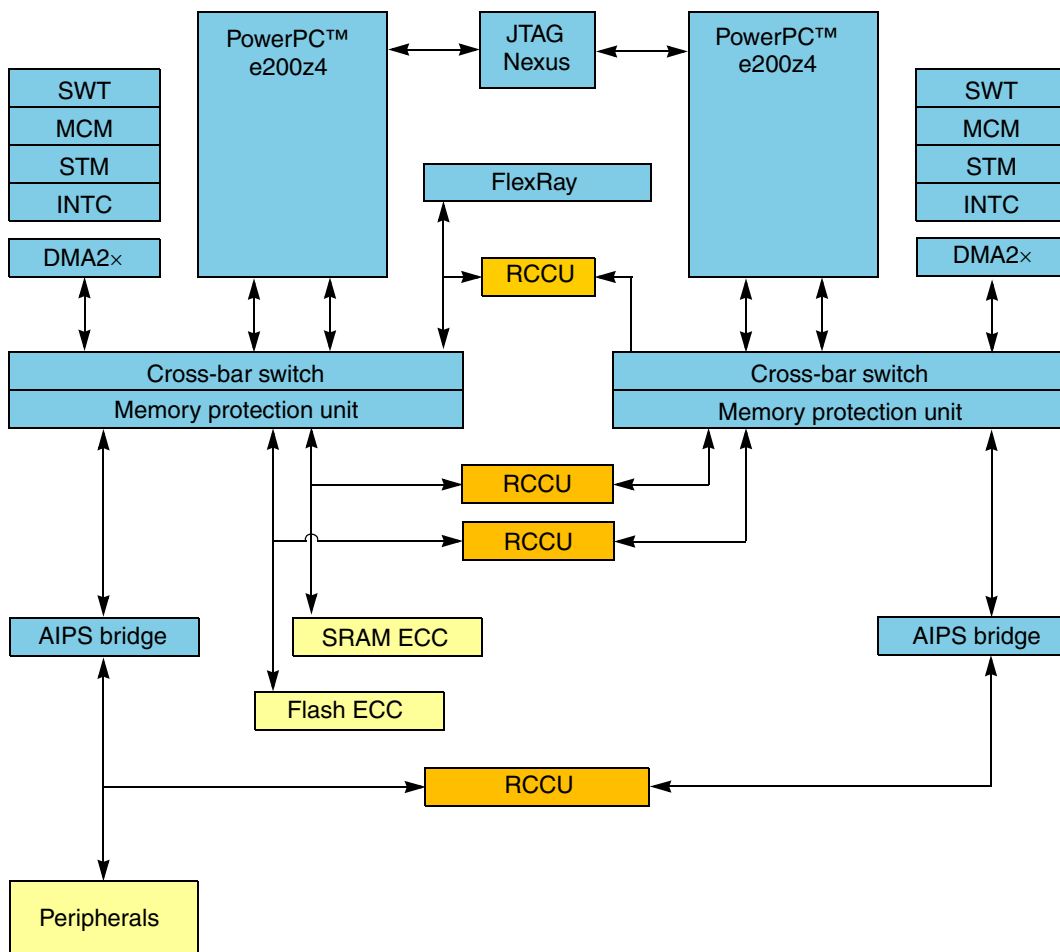 PowerPC™
e200z4
JTAG
Nexus
PowerPC™
e200z4
SWT
MCM
STM
INTC
DMA2×
SWT
MCM
STM
INTC
DMA2×
FlexRay
RCCU
Cross-bar switch
Memory protection unit
Cross-bar switch
Memory protection unit
RCCU
RCCU
AIPS bridge
SRAM ECC
AIPS bridge
Flash ECC
RCCU
Peripherals